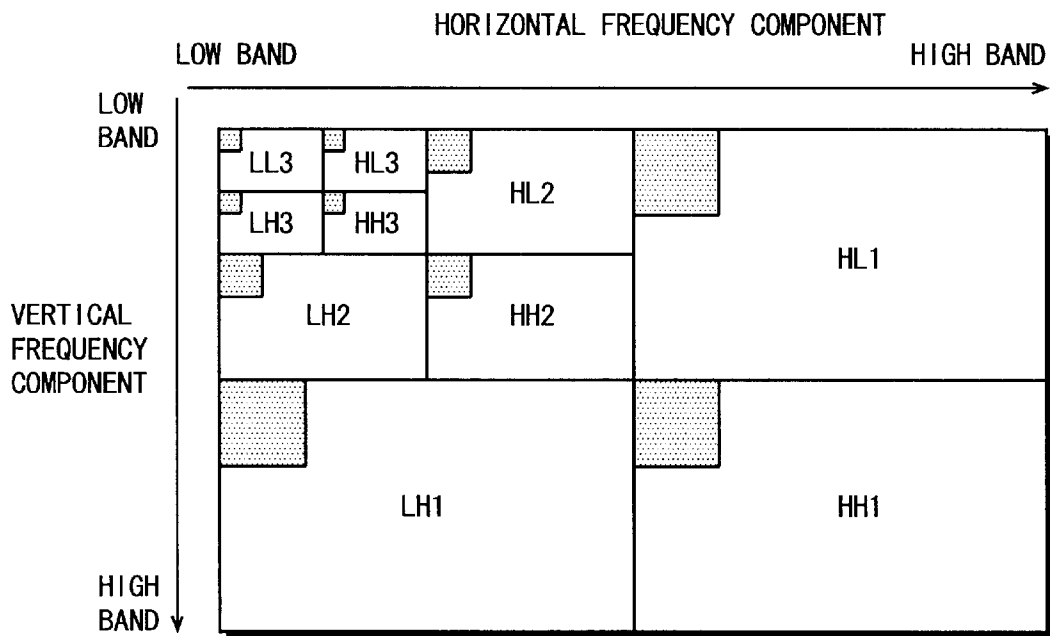 HORIZONTAL FREQUENCY COMPONENT
LOW BAND
HIGH BAND
LOW
BAND
LL3
HL3
HL2
LH3
HH3
HL1
LH2
HH2
VERTICAL
FREQUENCY
COMPONENT
LH1
HH1
HIGH
BAND